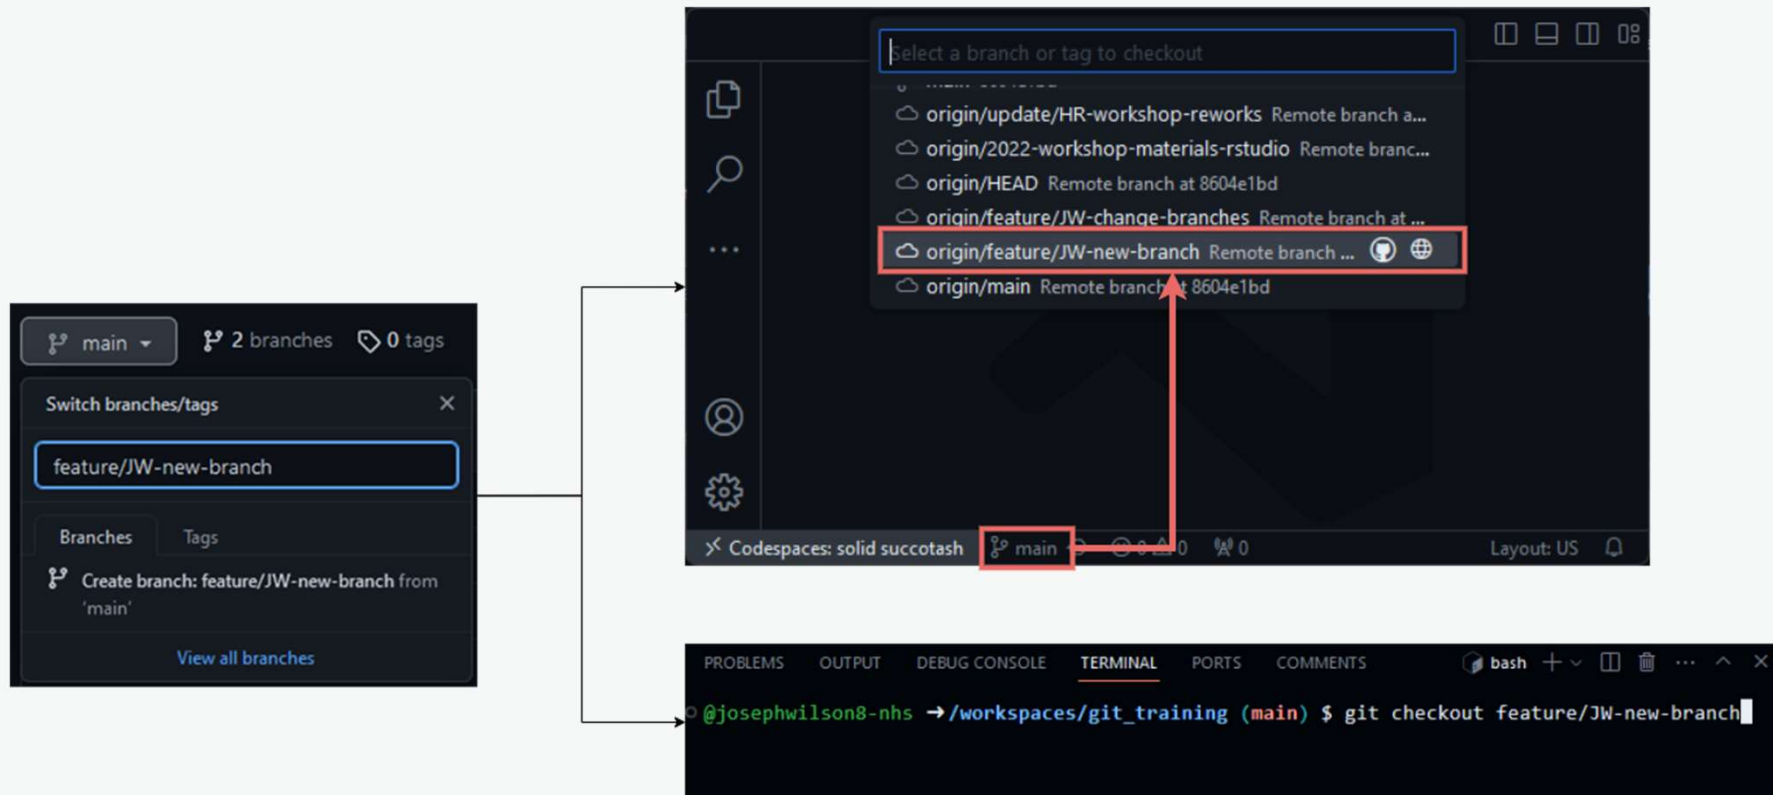 main
2 branches
0 tags
Switch branches/tags
feature/JW-new-branch
Branches
Tags
Create branch: feature/JW-new-branch from
'main'
View all branches
Select a branch or tag to checkout
origin/update/HR-workshop-reworks Remote branch a...
origin/2022-workshop-materials-rstudio Remote branc...
origin/HEAD Remote branch at 8604e1bd
origin/feature/JW-change-branches Remote branch at ...
origin/feature/JW-new-branch Remote branch ...
origin/main Remote branch at 8604e1bd
Codespaces: solid succotash
main
0
0
0
Layout: US
PROBLEMS OUTPUT DEBUG CONSOLE TERMINAL PORTS COMMENTS bash
@josephwilson8-nhs ➜ /workspaces/git_training (main) $ git checkout feature/JW-new-branch